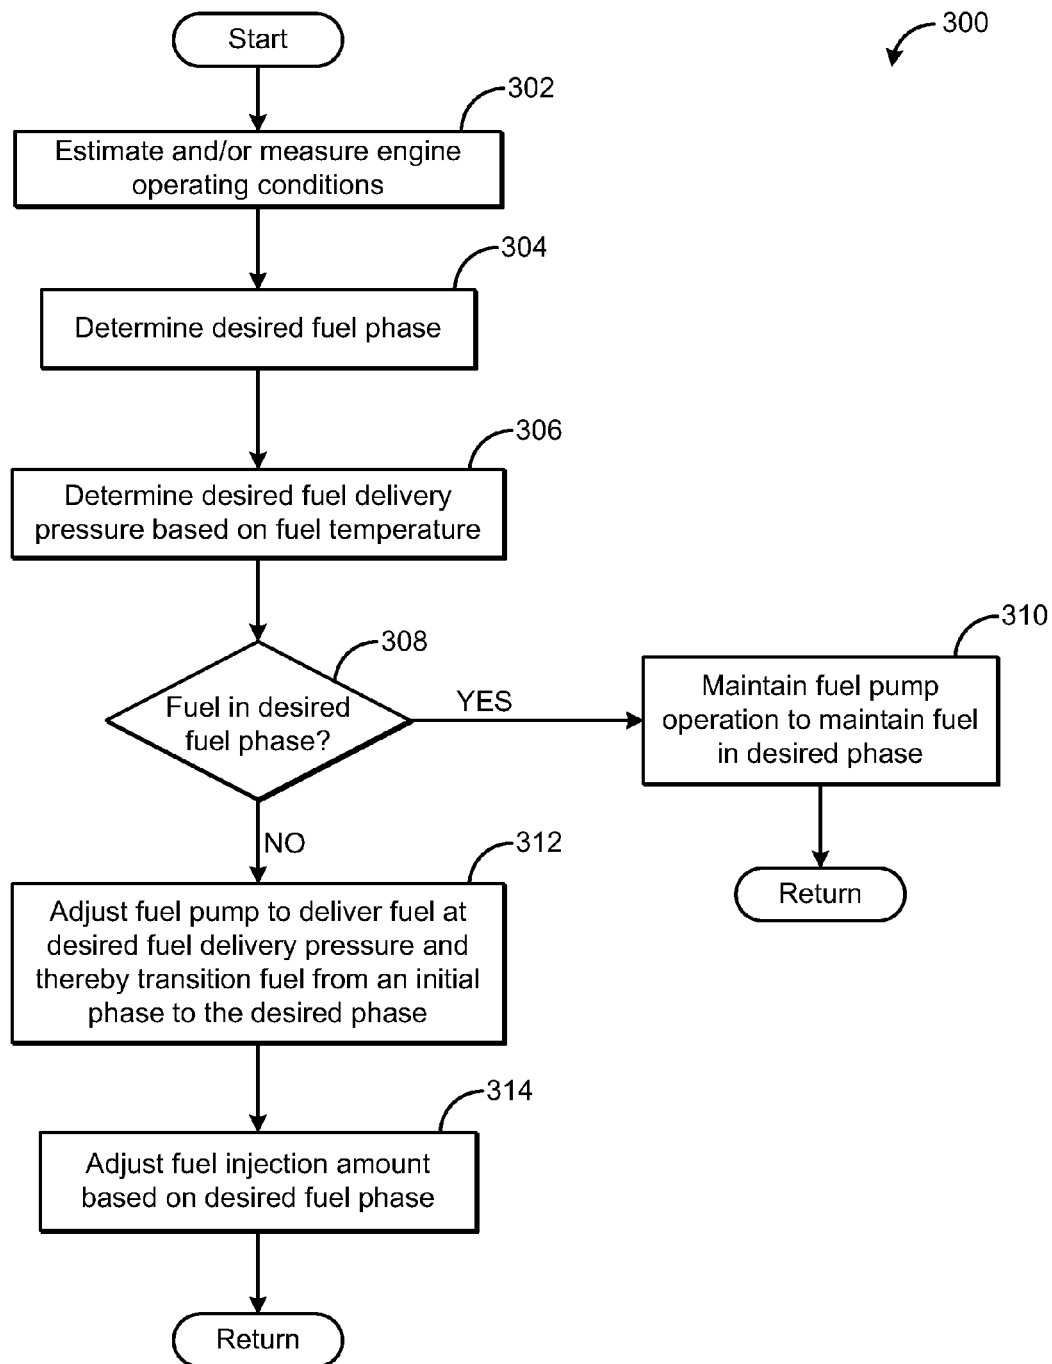 Start
300
302
Estimate and/or measure engine
operating conditions
304
Determine desired fuel phase
306
Determine desired fuel delivery
pressure based on fuel temperature
308
Fuel in desired
fuel phase?
YES
310
Maintain fuel pump
operation to maintain fuel
in desired phase
Return
NO
312
Adjust fuel pump to deliver fuel at
desired fuel delivery pressure and
thereby transition fuel from an initial
phase to the desired phase
314
Adjust fuel injection amount
based on desired fuel phase
Return